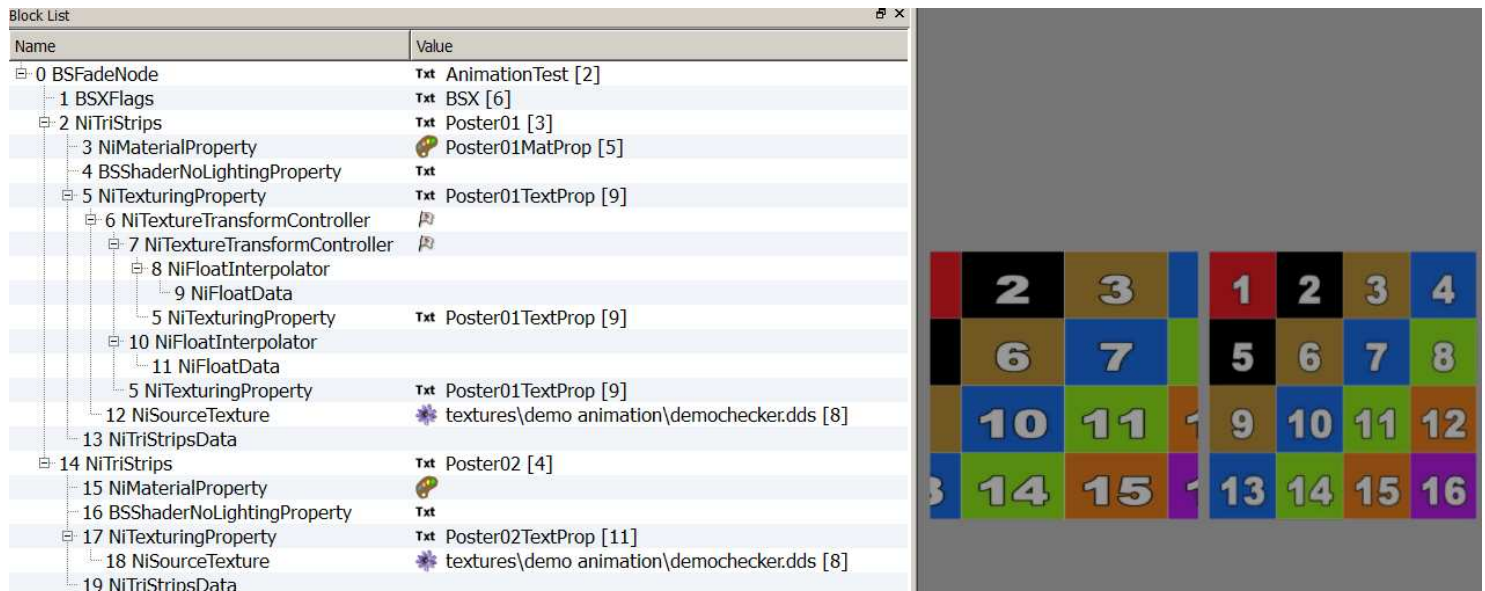 Block List
Name Value
0 BSFadeNode Txt AnimationTest [2]
1 BSXFlags Txt BSX [6]
2 NiTriStrips Txt Poster01 [3]
3 NiMaterialProperty Poster01MatProp [5]
4 BSShaderNoLightingProperty Txt
5 NiTexturingProperty Txt Poster01TextProp [9]
6 NiTextureTransformController
7 NiTextureTransformController
8 NiFloatInterpolator
9 NiFloatData
5 NiTexturingProperty Txt Poster01TextProp [9]
10 NiFloatInterpolator
11 NiFloatData
5 NiTexturingProperty Txt Poster01TextProp [9]
12 NiSourceTexture textures\demo animation\demochecker.dds [8]
13 NiTriStripsData
14 NiTriStrips Txt Poster02 [4]
15 NiMaterialProperty
16 BSShaderNoLightingProperty Txt
17 NiTexturingProperty Txt Poster02TextProp [11]
18 NiSourceTexture textures\demo animation\demochecker.dds [8]
19 NiTriStripsData
2 3 1 2 3 4
6 7 5 6 7 8
10 11 9 10 11 12
14 15 13 14 15 16